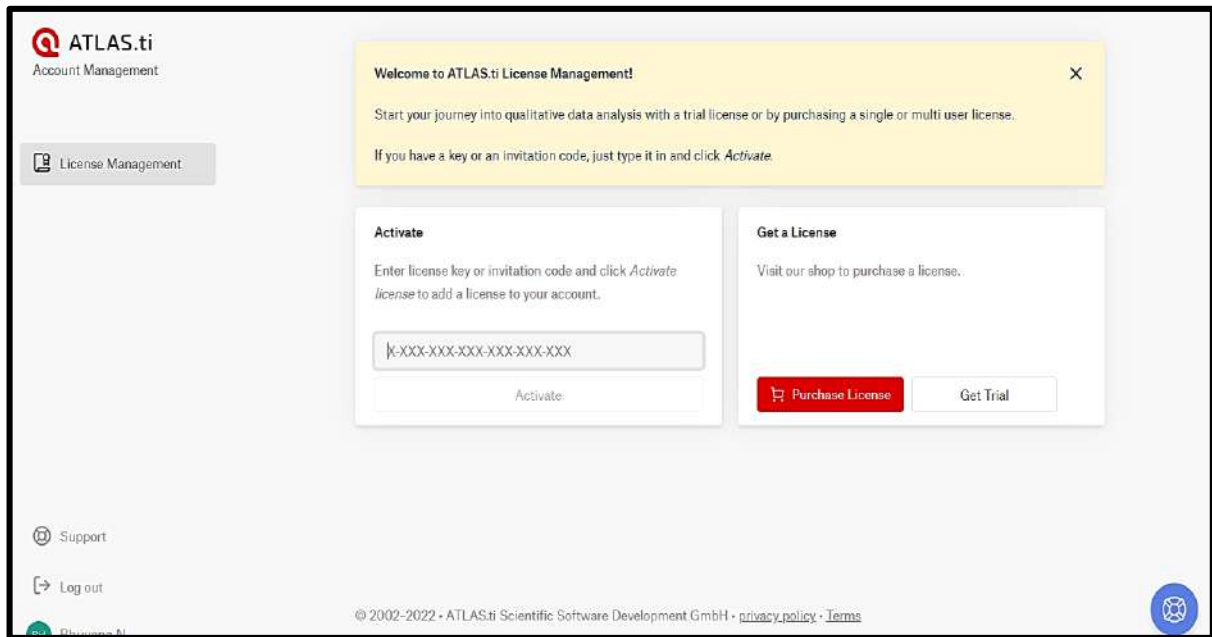 ATLAS.ti
Account Management
License Management
Welcome to ATLAS.ti License Management!
Start your journey into qualitative data analysis with a trial license or by purchasing a single or multi user license.
If you have a key or an invitation code, just type it in and click Activate.
Activate
Enter license key or invitation code and click Activate
license to add a license to your account.
X-XXX-XXX-XXX-XXX-XXX-XXX
Activate
Get a License
Visit our shop to purchase a license.
Purchase License
Get Trial
Support
Log out
© 2002-2022 • ATLAS.ti Scientific Software Development GmbH • privacy policy • Terms